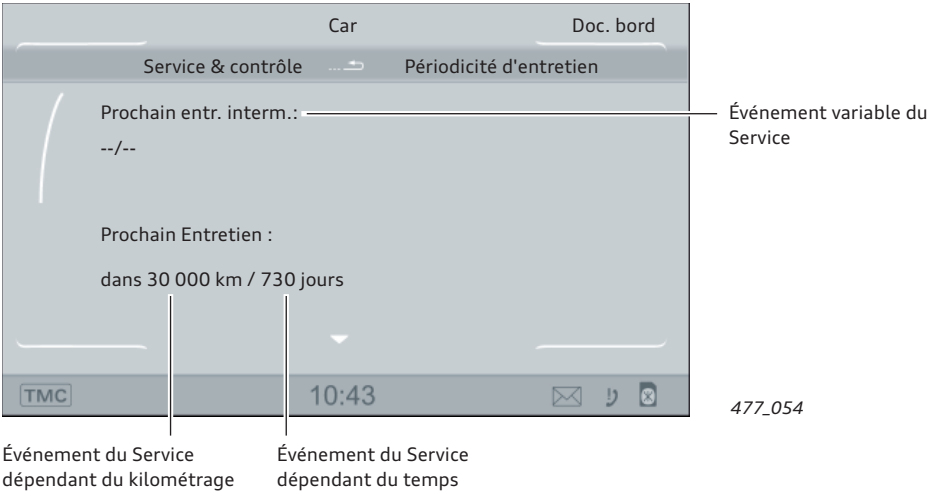 Car Doc. bord
Service & contrôle ... Périodicité d'entretien
Prochain entr. interm.:
--/--
Prochain Entretien :
dans 30 000 km / 730 jours
TMC 10:43
Événement variable du
Service
477_054
Événement du Service
dépendant du kilométrage
Événement du Service
dépendant du temps